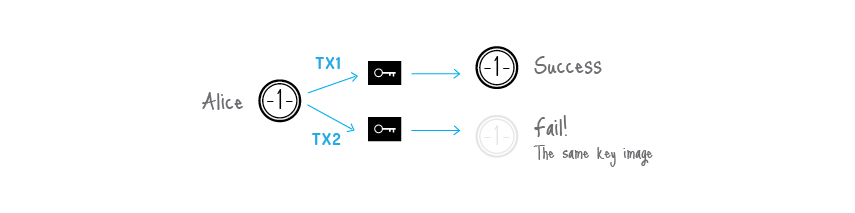 TX1
-1-
Success
Alice
-1-
TX2
-1-
Fail!
The same key image